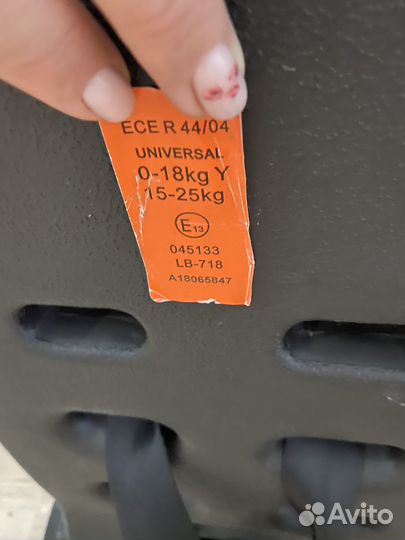 ECE R 44/04
UNIVERSAL
0-18kg Y
15-25kg
E13
045133
LB-718
A18065847
Avito